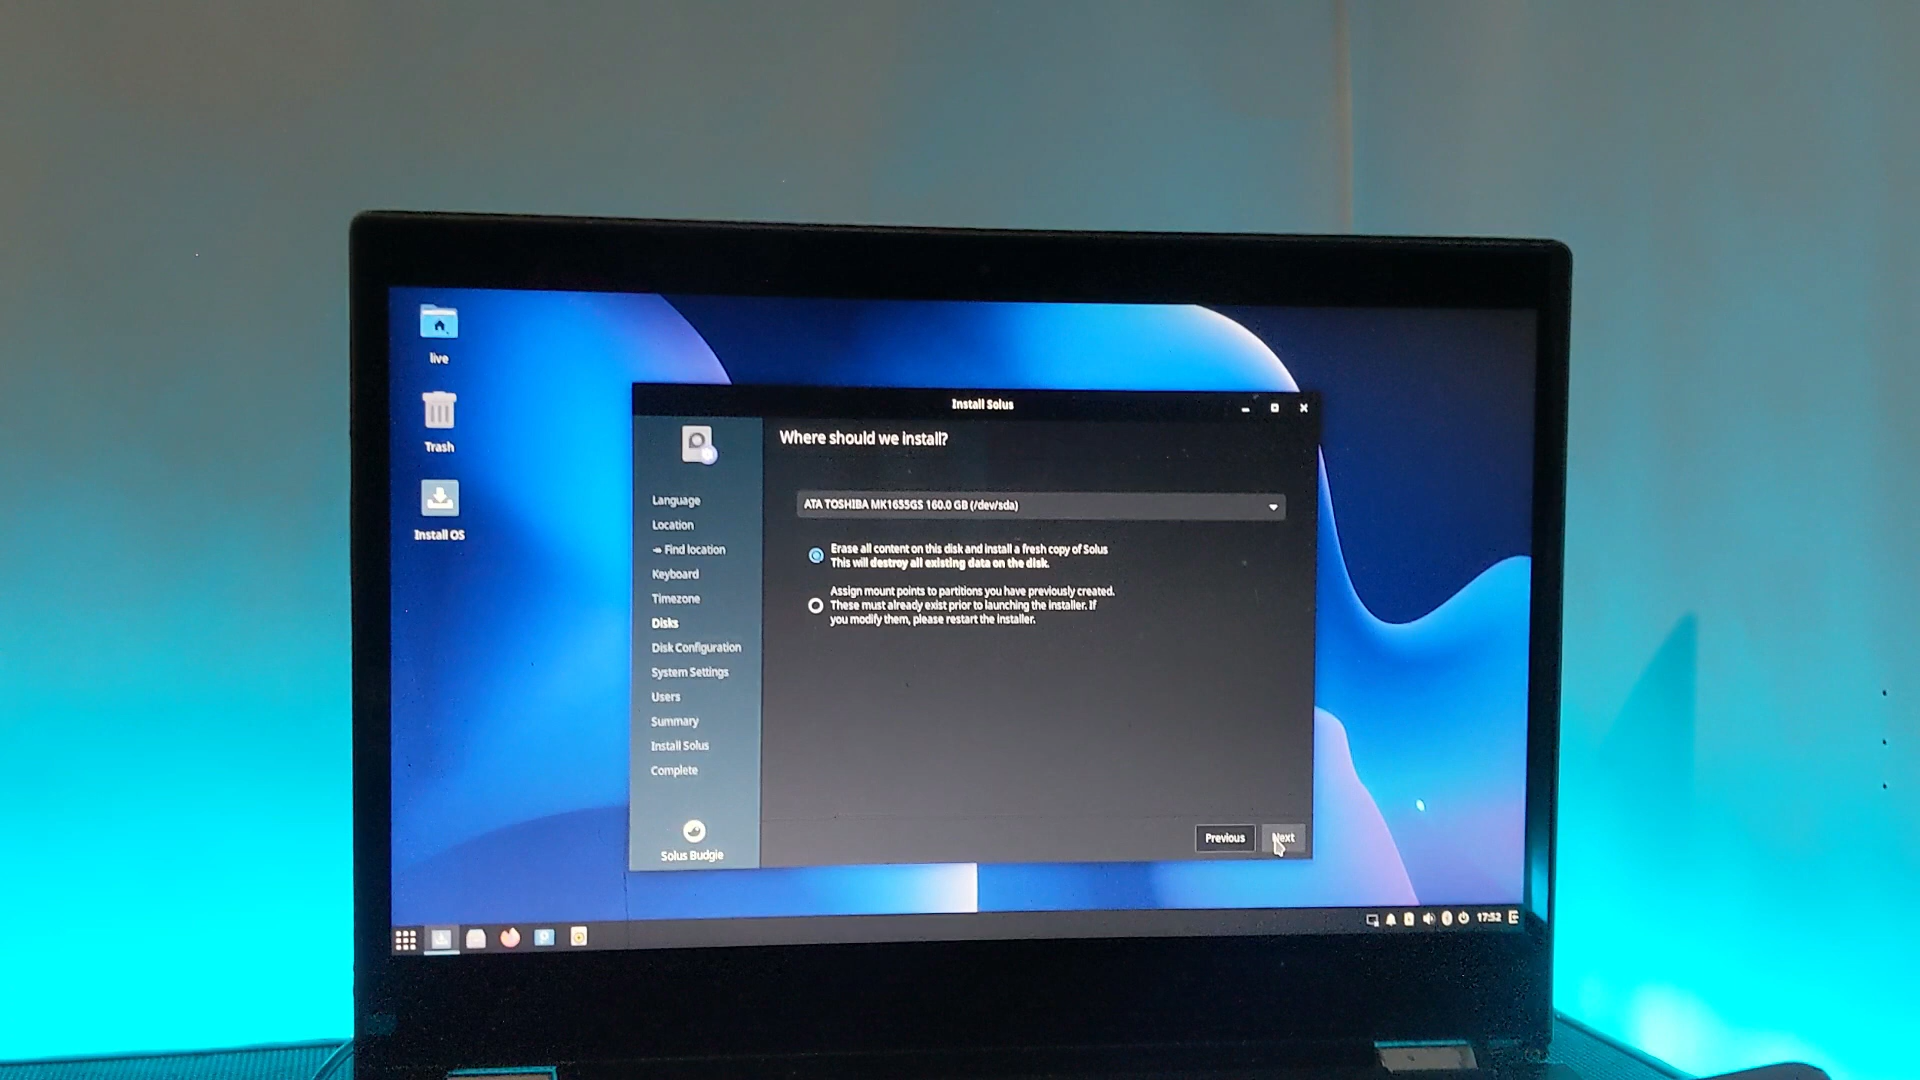 live
Trash
Install OS
Install Solus
Where should we install?
Language
Location
Find location
Keyboard
Timezone
Disks
Disk Configuration
System Settings
Users
Summary
Install Solus
Complete
Solus Budgie
ATA TOSHIBA MK1655GS 160.0 GB (/dev/sda)
Erase all content on this disk and install a fresh copy of Solus
This will destroy all existing data on the disk.
Assign mount points to partitions you have previously created.
These must already exist prior to launching the installer. If
you modify them, please restart the installer.
Previous
Next
17:52